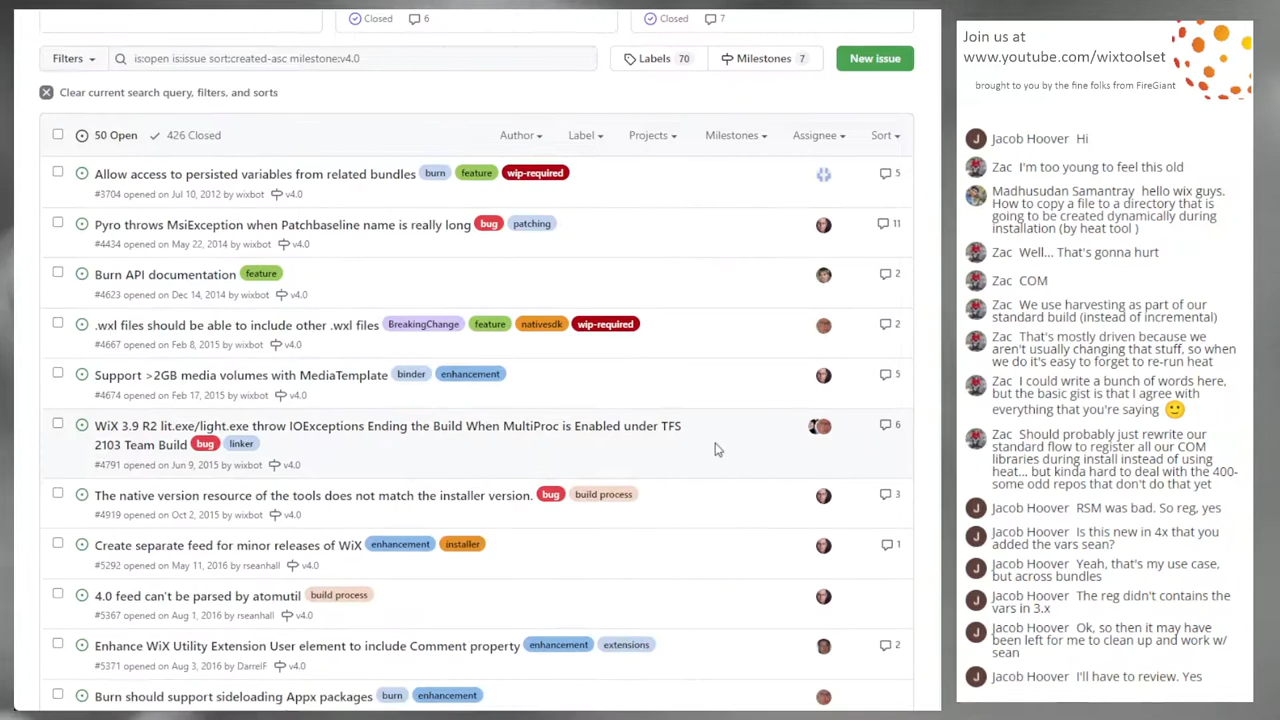 Closed 6
Closed 7
Filters
is:open is:issue sort:created-asc milestone:v4.0
Labels 70
Milestones 7
New issue
Clear current search query, filters, and sorts
50 Open
426 Closed
Author
Label
Projects
Milestones
Assignee
Sort
Allow access to persisted variables from related bundles burn feature wip-required
5
#3704 opened on Jul 10, 2012 by wixbot v4.0
Pyro throws MsiException when Patchbaseline name is really long bug patching
11
#4434 opened on May 22, 2014 by wixbot v4.0
Burn API documentation feature
2
#4623 opened on Dec 14, 2014 by wixbot v4.0
.wxl files should be able to include other .wxl files BreakingChange feature nativesdk wip-required
2
#4667 opened on Feb 8, 2015 by wixbot v4.0
Support >2GB media volumes with MediaTemplate binder enhancement
5
#4674 opened on Feb 17, 2015 by wixbot v4.0
WiX 3.9 R2 lit.exe/light.exe throw IOExceptions Ending the Build When MultiProc is Enabled under TFS
6
2103 Team Build bug linker
#4791 opened on Jun 9, 2015 by wixbot v4.0
The native version resource of the tools does not match the installer version. bug build process
3
#4919 opened on Oct 2, 2015 by wixbot v4.0
Create separate feed for minor releases of WiX enhancement installer
1
#5292 opened on May 11, 2016 by rseanhall v4.0
4.0 feed can't be parsed by atomutil build process
#5367 opened on Aug 1, 2016 by rseanhall v4.0
Enhance WiX Utility Extension User element to include Comment property enhancement extensions
2
#5371 opened on Aug 3, 2016 by DarrelF v4.0
Burn should support sideloading Appx packages burn enhancement
Join us at
www.youtube.com/wixtoolset
brought to you by the fine folks from FireGiant
J Jacob Hoover Hi
Zac I'm too young to feel this old
Madhusudan Samantray hello wix guys.
How to copy a file to a directory that is
going to be created dynamically during
installation (by heat tool )
Zac Well... That's gonna hurt
Zac COM
Zac We use harvesting as part of our
standard build (instead of incremental)
Zac That's mostly driven because we
aren't usually changing that stuff, so when
we do it's easy to forget to re-run heat
Zac I could write a bunch of words here,
but the basic gist is that I agree with
everything that you're saying 🙂
Zac Should probably just rewrite our
standard flow to register all our COM
libraries during install instead of using
heat... but kinda hard to deal with the 400-
some odd repos that don't do that yet
J Jacob Hoover RSM was bad. So reg, yes
J Jacob Hoover Is this new in 4x that you
added the vars sean?
J Jacob Hoover Yeah, that's my use case,
but across bundles
J Jacob Hoover The reg didn't contains the
vars in 3.x
J Jacob Hoover Ok, so then it may have
been left for me to clean up and work w/
sean
J Jacob Hoover I'll have to review. Yes